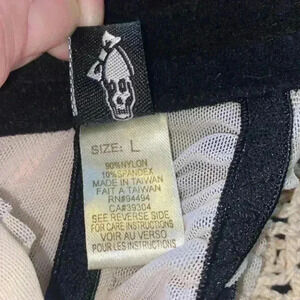 SIZE: L
90%NYLON
10%SPANDEX
MADE IN TAIWAN
FAIT A TAIWAN
RN#94494
CA#39304
SEE REVERSE SIDE
FOR CARE INSTRUCTIONS
VOIR AU VERSO
POUR LES INSTRUCTIONS